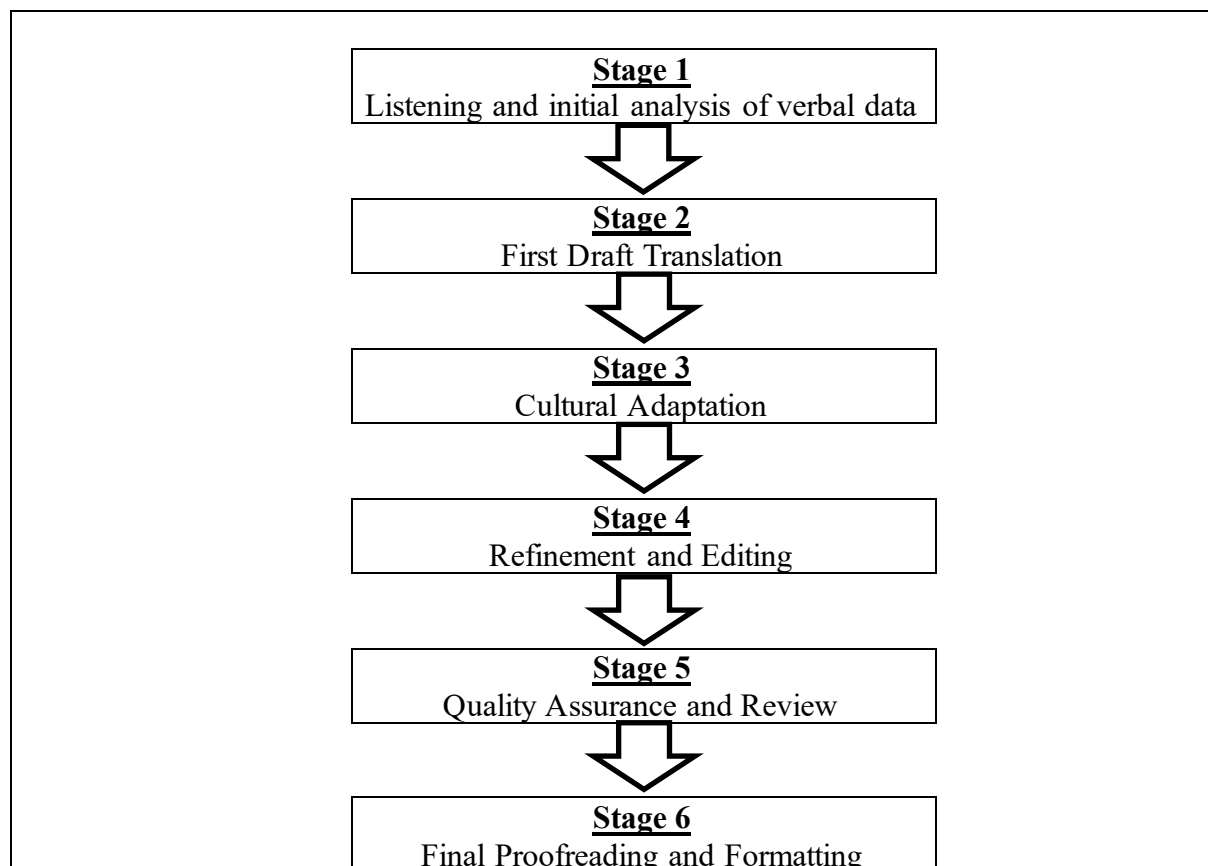 Stage 1
Listening and initial analysis of verbal data
Stage 2
First Draft Translation
Stage 3
Cultural Adaptation
Stage 4
Refinement and Editing
Stage 5
Quality Assurance and Review
Stage 6
Final Proofreading and Formatting